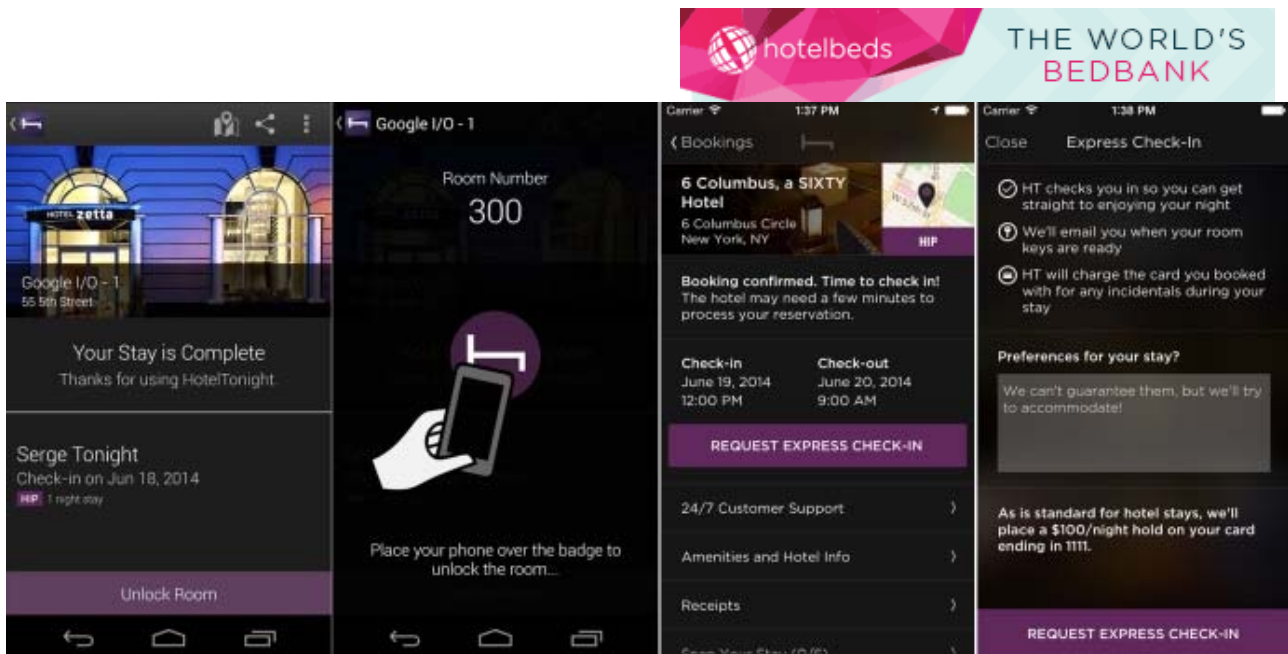 hotelbeds
THE WORLD'S
BEDBANK
HOTEL zetta
Google I/O - 1
55 5th Street
Your Stay is Complete
Thanks for using HotelTonight
Serge Tonight
Check-in on Jun 18, 2014
HIP 1 night stay
Unlock Room
Google I/O - 1
Room Number
300
Place your phone over the badge to
unlock the room...
Carrier 1:37 PM
Bookings
6 Columbus, a SIXTY
Hotel
6 Columbus Circle
New York, NY
HIP
Booking confirmed. Time to check in!
The hotel may need a few minutes to
process your reservation.
Check-in Check-out
June 19, 2014 June 20, 2014
12:00 PM 9:00 AM
REQUEST EXPRESS CHECK-IN
24/7 Customer Support
Amenities and Hotel Info
Receipts
Carrier 1:38 PM
Close Express Check-In
HT checks you in so you can get
straight to enjoying your night
We'll email you when your room
keys are ready
HT will charge the card you booked
with for any incidentals during your
stay
Preferences for your stay?
We can't guarantee them, but we'll try
to accommodate!
As is standard for hotel stays, we'll
place a $100/night hold on your card
ending in 1111.
REQUEST EXPRESS CHECK-IN